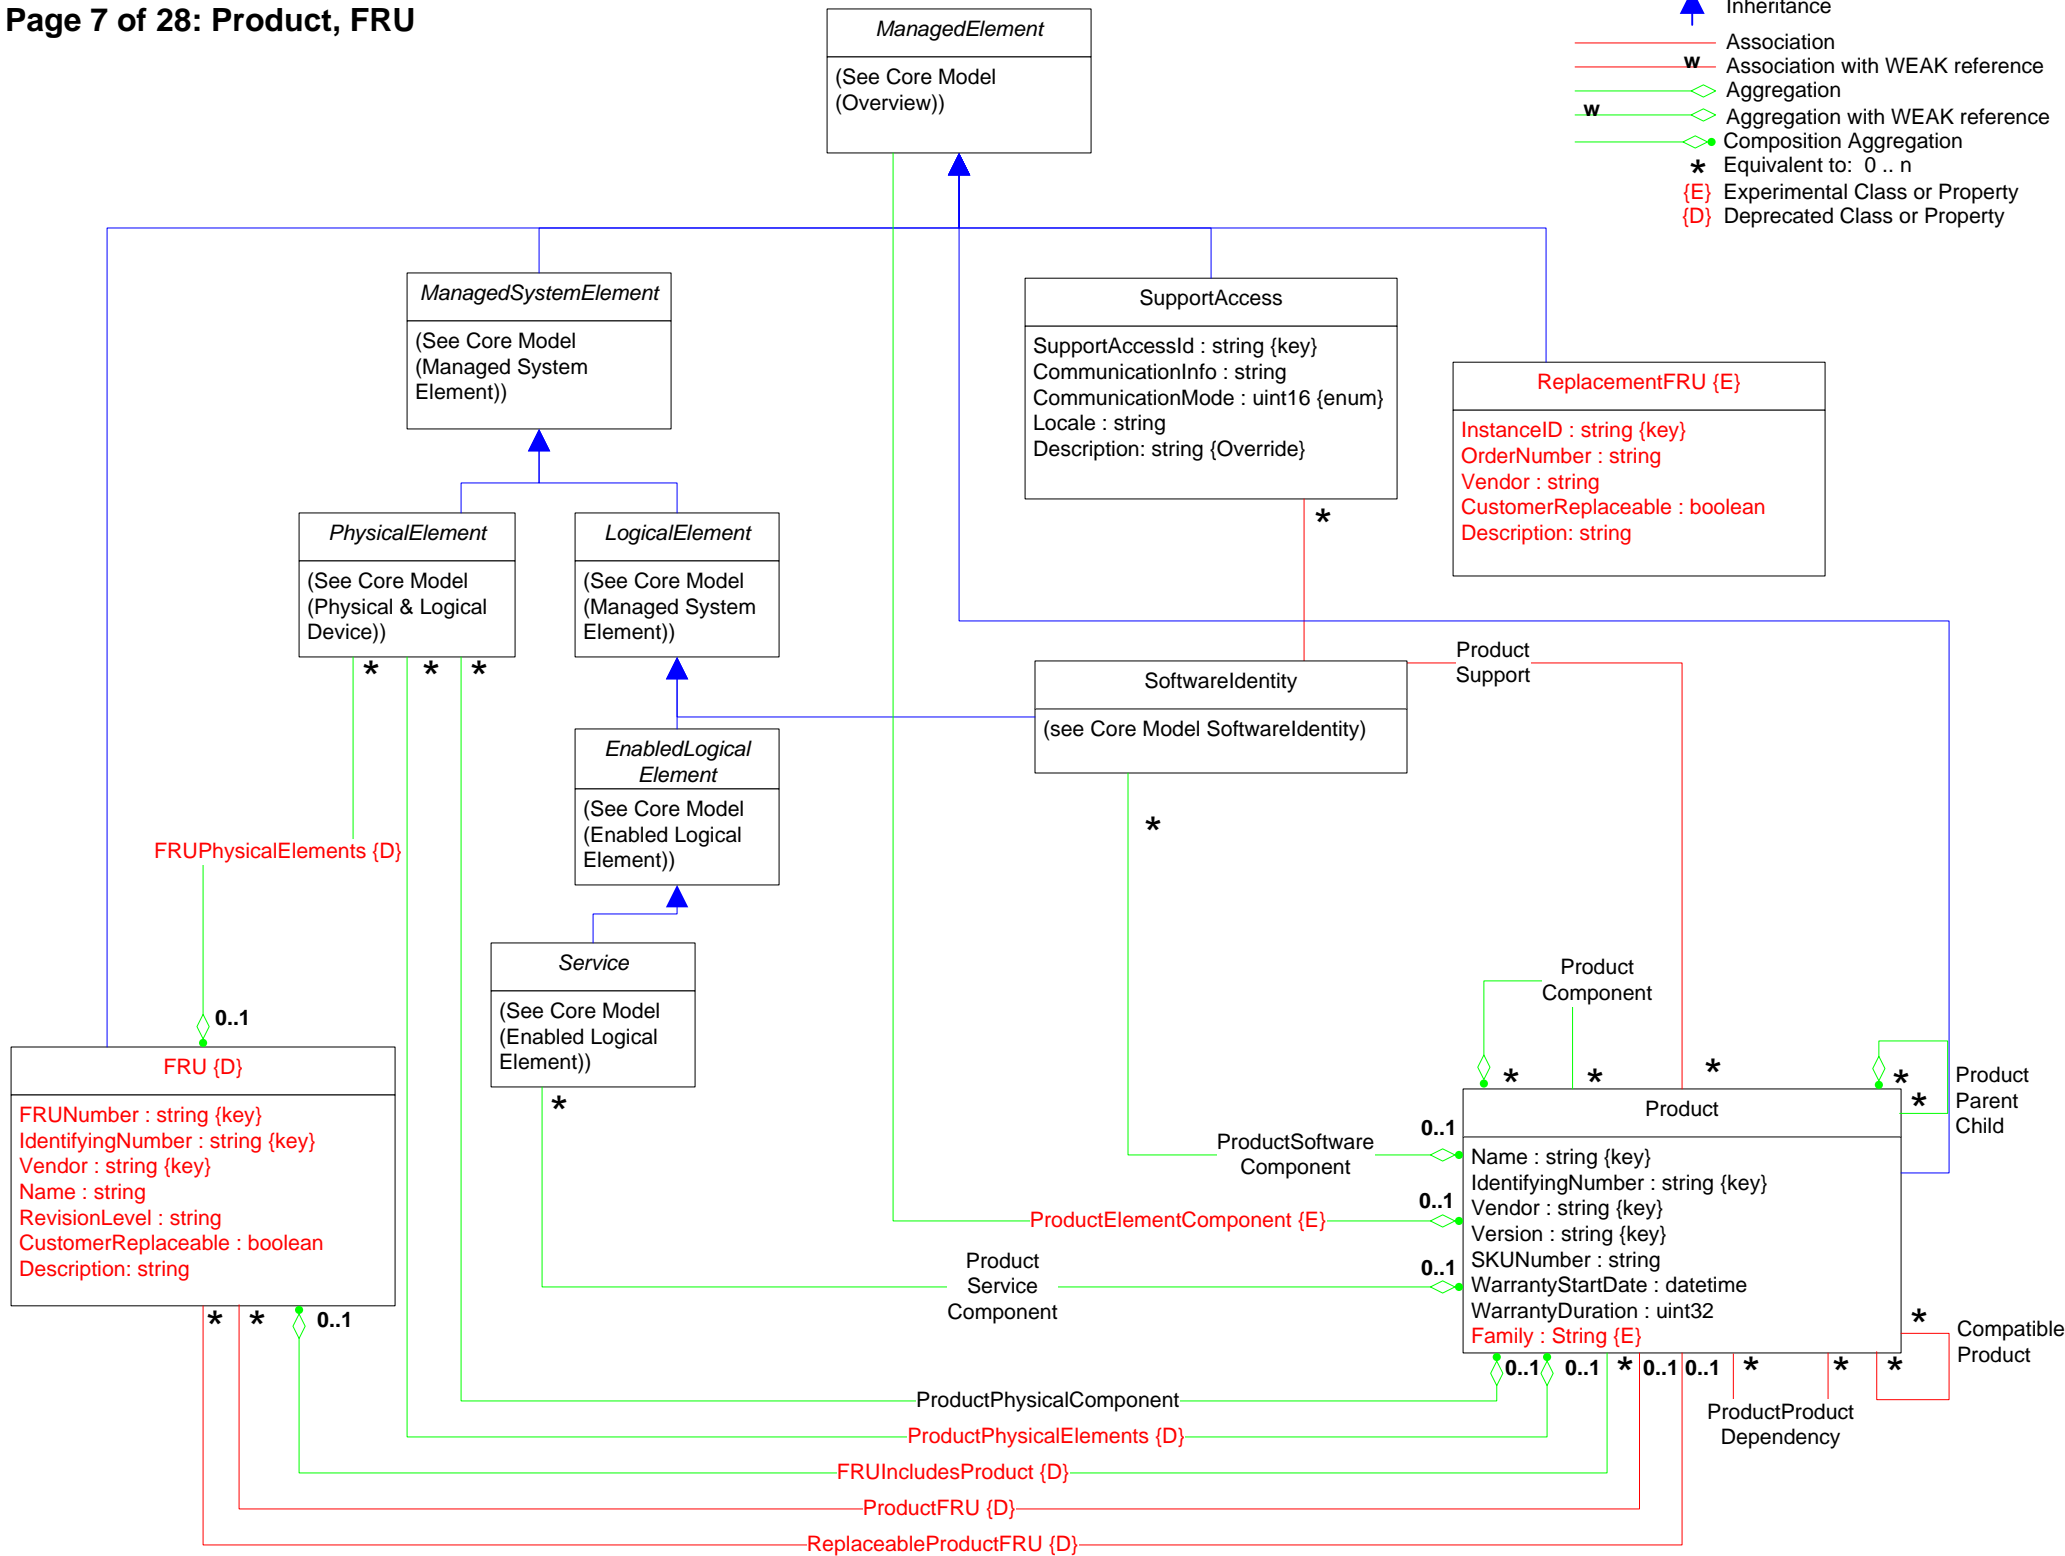 Page 7 of 28: Product, FRU
Inheritance
Association
w Association with WEAK reference
Aggregation
w Aggregation with WEAK reference
Composition Aggregation
* Equivalent to: 0 .. n
{E} Experimental Class or Property
{D} Deprecated Class or Property
ManagedElement
(See Core Model
(Overview))
ManagedSystemElement
(See Core Model
(Managed System
Element))
SupportAccess
SupportAccessId : string {key}
CommunicationInfo : string
CommunicationMode : uint16 {enum}
Locale : string
Description: string {Override}
*
ReplacementFRU {E}
InstanceID : string {key}
OrderNumber : string
Vendor : string
CustomerReplaceable : boolean
Description: string
PhysicalElement
(See Core Model
(Physical & Logical
Device))
* * *
LogicalElement
(See Core Model
(Managed System
Element))
Product
Support
SoftwareIdentity
(see Core Model SoftwareIdentity)
*
EnabledLogical
Element
(See Core Model
(Enabled Logical
Element))
FRUPhysicalElements {D}
0..1
Service
(See Core Model
(Enabled Logical
Element))
*
FRU {D}
FRUNumber : string {key}
IdentifyingNumber : string {key}
Vendor : string {key}
Name : string
RevisionLevel : string
CustomerReplaceable : boolean
Description: string
* * 0..1
Product
Component
* * * *
*
Product
Parent
Child
ProductSoftware
Component
0..1
ProductElementComponent {E}
0..1
Product
Service
Component
0..1
Product
Name : string {key}
IdentifyingNumber : string {key}
Vendor : string {key}
Version : string {key}
SKUNumber : string
WarrantyStartDate : datetime
WarrantyDuration : uint32
Family : String {E}
*
Compatible
Product
0..1 0..1 * 0..1 0..1 * * *
ProductProduct
Dependency
ProductPhysicalComponent
ProductPhysicalElements {D}
FRUIncludesProduct {D}
ProductFRU {D}
ReplaceableProductFRU {D}